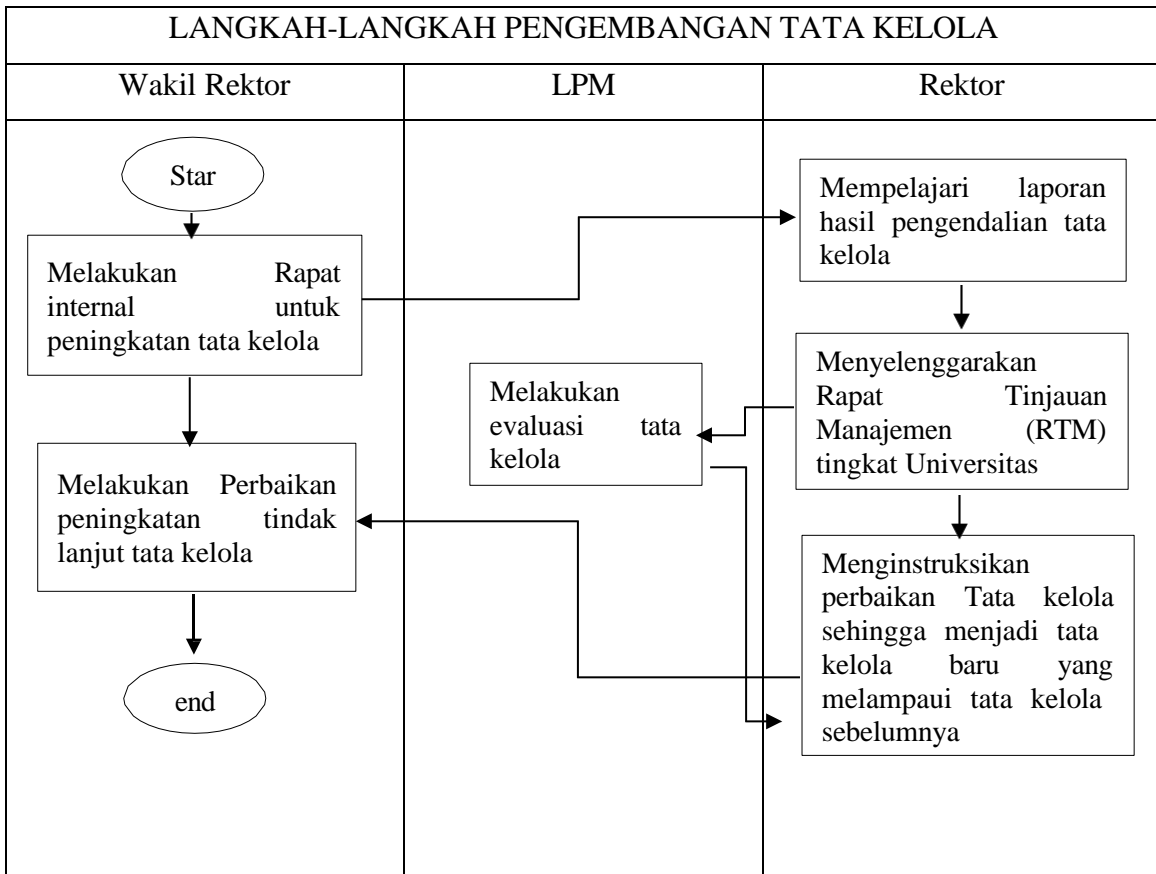 LANGKAH-LANGKAH PENGEMBANGAN TATA KELOLA
Wakil Rektor
LPM
Rektor
Star
Melakukan Rapat
internal untuk
peningkatan tata kelola
Melakukan Perbaikan
peningkatan tindak
lanjut tata kelola
end
Melakukan
evaluasi tata
kelola
Mempelajari laporan
hasil pengendalian tata
kelola
Menyelenggarakan
Rapat Tinjauan
Manajemen (RTM)
tingkat Universitas
Menginstruksikan
perbaikan Tata kelola
sehingga menjadi tata
kelola baru yang
melampaui tata kelola
sebelumnya